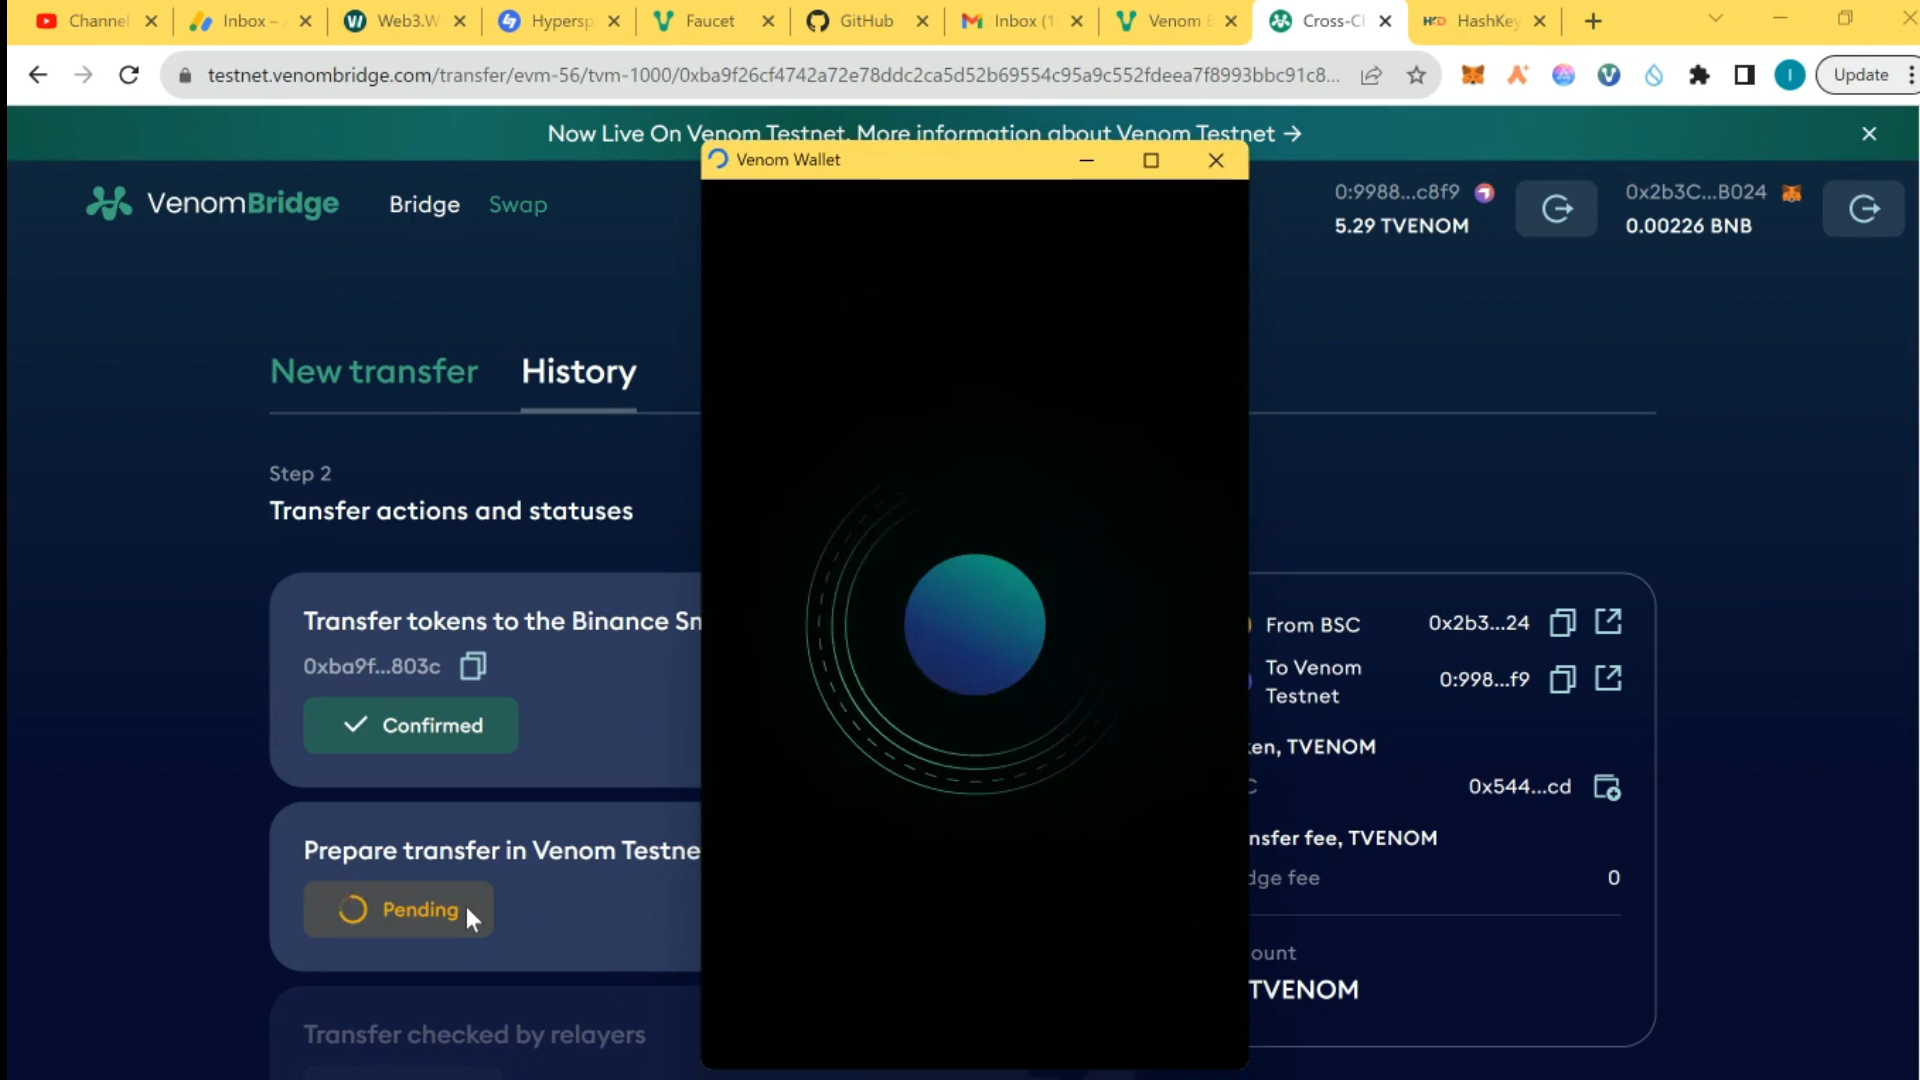 Channel
Inbox –
Web3.W
Hypersp
Faucet
GitHub
Inbox (1
Venom
Cross-Ch
HashKey
testnet.venombridge.com/transfer/evm-56/tvm-1000/0xba9f26cf4742a72e78ddc2ca5d52b69554c95a9c552fdeea7f8993bbc91c8...
Update
Now Live On Venom Testnet. More information about Venom Testnet →
Venom Wallet
VenomBridge
Bridge
Swap
0:9988...c8f9
5.29 TVENOM
0x2b3C...B024
0.00226 BNB
New transfer
History
Step 2
Transfer actions and statuses
Transfer tokens to the Binance Sm
0xba9f...803c
Confirmed
Prepare transfer in Venom Testne
Pending
Transfer checked by relayers
From BSC
0x2b3...24
To Venom
Testnet
0:998...f9
ken, TVENOM
C
0x544...cd
nsfer fee, TVENOM
dge fee
0
ount
TVENOM